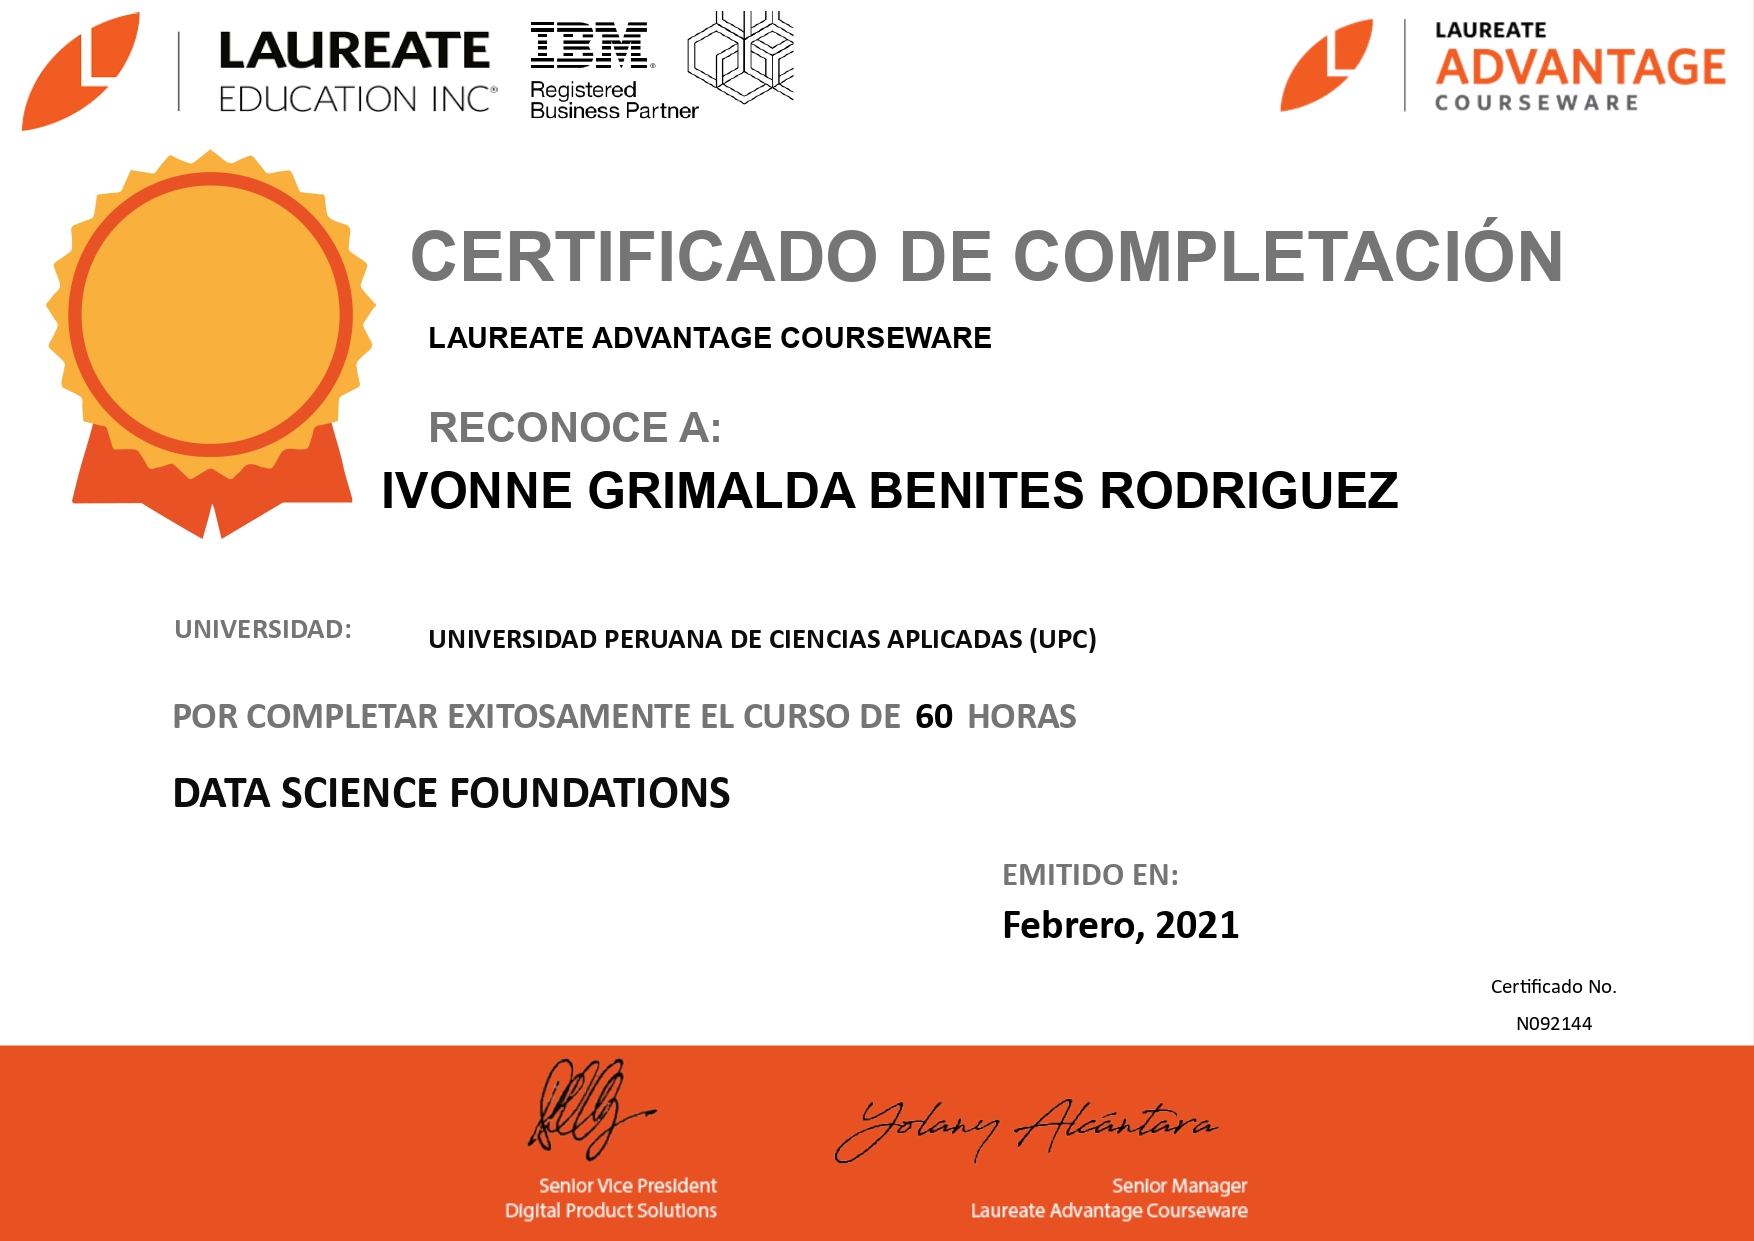 LAUREATE
EDUCATION INC®
IBM®
Registered
Business Partner
LAUREATE
ADVANTAGE
COURSEWARE
CERTIFICADO DE COMPLETACIÓN
LAUREATE ADVANTAGE COURSEWARE
RECONOCE A:
IVONNE GRIMALDA BENITES RODRIGUEZ
UNIVERSIDAD: UNIVERSIDAD PERUANA DE CIENCIAS APLICADAS (UPC)
POR COMPLETAR EXITOSAMENTE EL CURSO DE 60 HORAS
DATA SCIENCE FOUNDATIONS
EMITIDO EN:
Febrero, 2021
Certificado No.
N092144
Yolany Alcántara
Senior Vice President
Digital Product Solutions
Senior Manager
Laureate Advantage Courseware